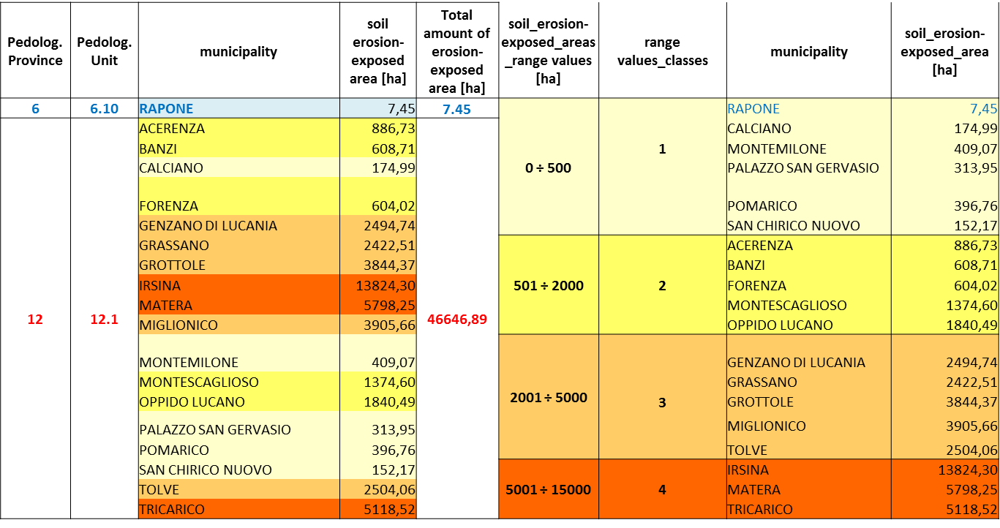 Pedolog. Province | Pedolog. Unit | municipality | soil erosion-exposed area [ha] | Total amount of erosion-exposed area [ha] | soil_erosion-exposed_areas_range values [ha] | range values_classes | municipality | soil_erosion-exposed_area [ha]
6 | 6.10 | RAPONE | 7,45 | 7.45 | 0 ÷ 500 | 1 | RAPONE | 7,45
12 | 12.1 | ACERENZA | 886,73 | 46646,89 | CALCIANO | 174,99
BANZI | 608,71 | MONTEMILONE | 409,07
CALCIANO | 174,99 | PALAZZO SAN GERVASIO | 313,95
FORENZA | 604,02 | POMARICO | 396,76
GENZANO DI LUCANIA | 2494,74 | SAN CHIRICO NUOVO | 152,17
GRASSANO | 2422,51 | 501 ÷ 2000 | 2 | ACERENZA | 886,73
GROTTOLE | 3844,37 | BANZI | 608,71
IRSINA | 13824,30 | FORENZA | 604,02
MATERA | 5798,25 | MONTESCAGLIOSO | 1374,60
MIGLIONICO | 3905,66 | OPPIDO LUCANO | 1840,49
MONTEMILONE | 409,07 | 2001 ÷ 5000 | 3 | GENZANO DI LUCANIA | 2494,74
MONTESCAGLIOSO | 1374,60 | GRASSANO | 2422,51
OPPIDO LUCANO | 1840,49 | GROTTOLE | 3844,37
PALAZZO SAN GERVASIO | 313,95 | MIGLIONICO | 3905,66
POMARICO | 396,76 | TOLVE | 2504,06
SAN CHIRICO NUOVO | 152,17 | 5001 ÷ 15000 | 4 | IRSINA | 13824,30
TOLVE | 2504,06 | MATERA | 5798,25
TRICARICO | 5118,52 | TRICARICO | 5118,52